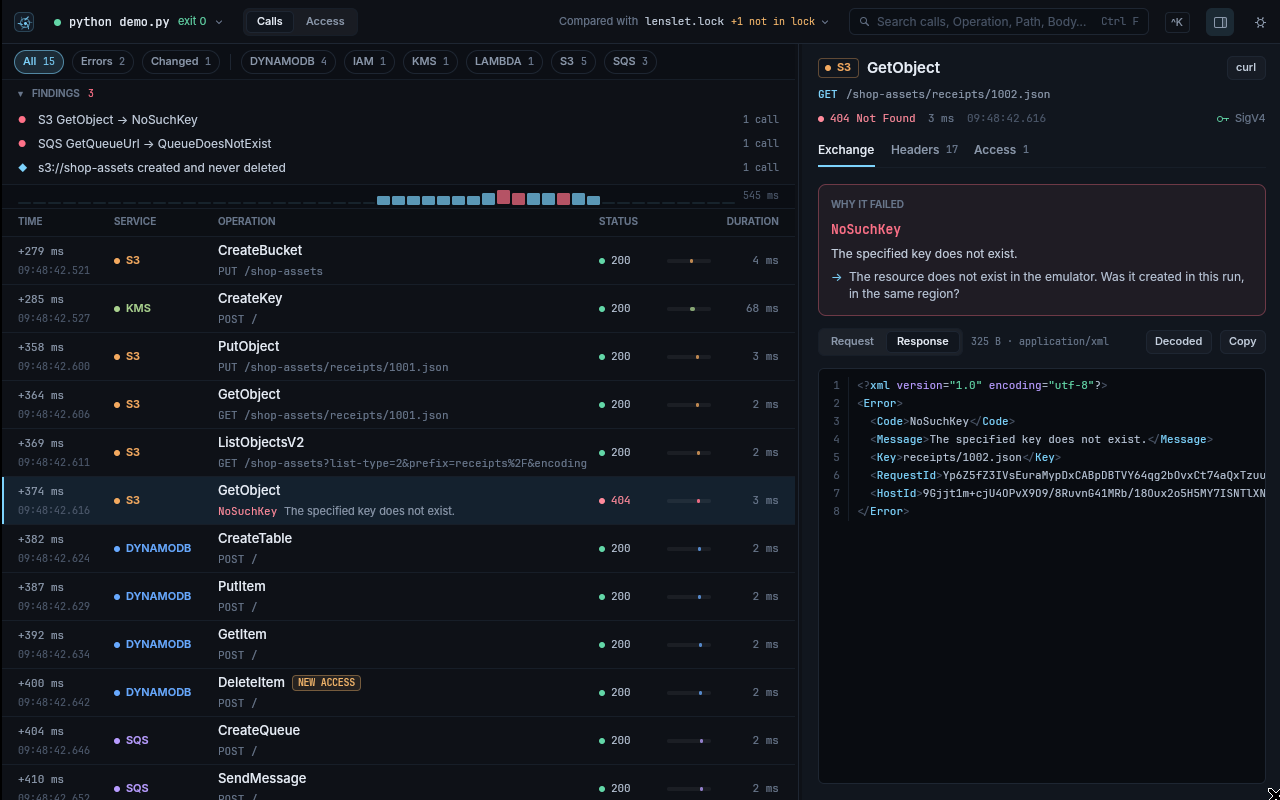 python demo.py exit 0 Calls Access Compared with lenslet.lock +1 not in lock Search calls, Operation, Path, Body... Ctrl F ^K
All 15 Errors 2 Changed 1 DYNAMODB 4 IAM 1 KMS 1 LAMBDA 1 S3 5 SQS 3
▼ FINDINGS 3
S3 GetObject → NoSuchKey 1 call
SQS GetQueueUrl → QueueDoesNotExist 1 call
s3://shop-assets created and never deleted 1 call
545 ms
TIME SERVICE OPERATION STATUS DURATION
+279 ms S3 CreateBucket 200 4 ms
09:48:42.521 PUT /shop-assets
+285 ms KMS CreateKey 200 68 ms
09:48:42.527 POST /
+358 ms S3 PutObject 200 3 ms
09:48:42.600 PUT /shop-assets/receipts/1001.json
+364 ms S3 GetObject 200 2 ms
09:48:42.606 GET /shop-assets/receipts/1001.json
+369 ms S3 ListObjectsV2 200 2 ms
09:48:42.611 GET /shop-assets?list-type=2&prefix=receipts%2F&encoding
+374 ms S3 GetObject 404 3 ms
09:48:42.616 NoSuchKey The specified key does not exist.
+382 ms DYNAMODB CreateTable 200 2 ms
09:48:42.624 POST /
+387 ms DYNAMODB PutItem 200 2 ms
09:48:42.629 POST /
+392 ms DYNAMODB GetItem 200 2 ms
09:48:42.634 POST /
+400 ms DYNAMODB DeleteItem NEW ACCESS 200 2 ms
09:48:42.642 POST /
+404 ms SQS CreateQueue 200 2 ms
09:48:42.646 POST /
+410 ms SQS SendMessage 200 2 ms
09:48:42.652 POST /
S3 GetObject curl
GET /shop-assets/receipts/1002.json
404 Not Found 3 ms 09:48:42.616 SigV4
Exchange Headers 17 Access 1
WHY IT FAILED
NoSuchKey
The specified key does not exist.
→ The resource does not exist in the emulator. Was it created in this run,
in the same region?
Request Response 325 B · application/xml Decoded Copy
1 <?xml version="1.0" encoding="utf-8"?>
2 <Error>
3 <Code>NoSuchKey</Code>
4 <Message>The specified key does not exist.</Message>
5 <Key>receipts/1002.json</Key>
6 <RequestId>
7 <HostId>
8 </Error>